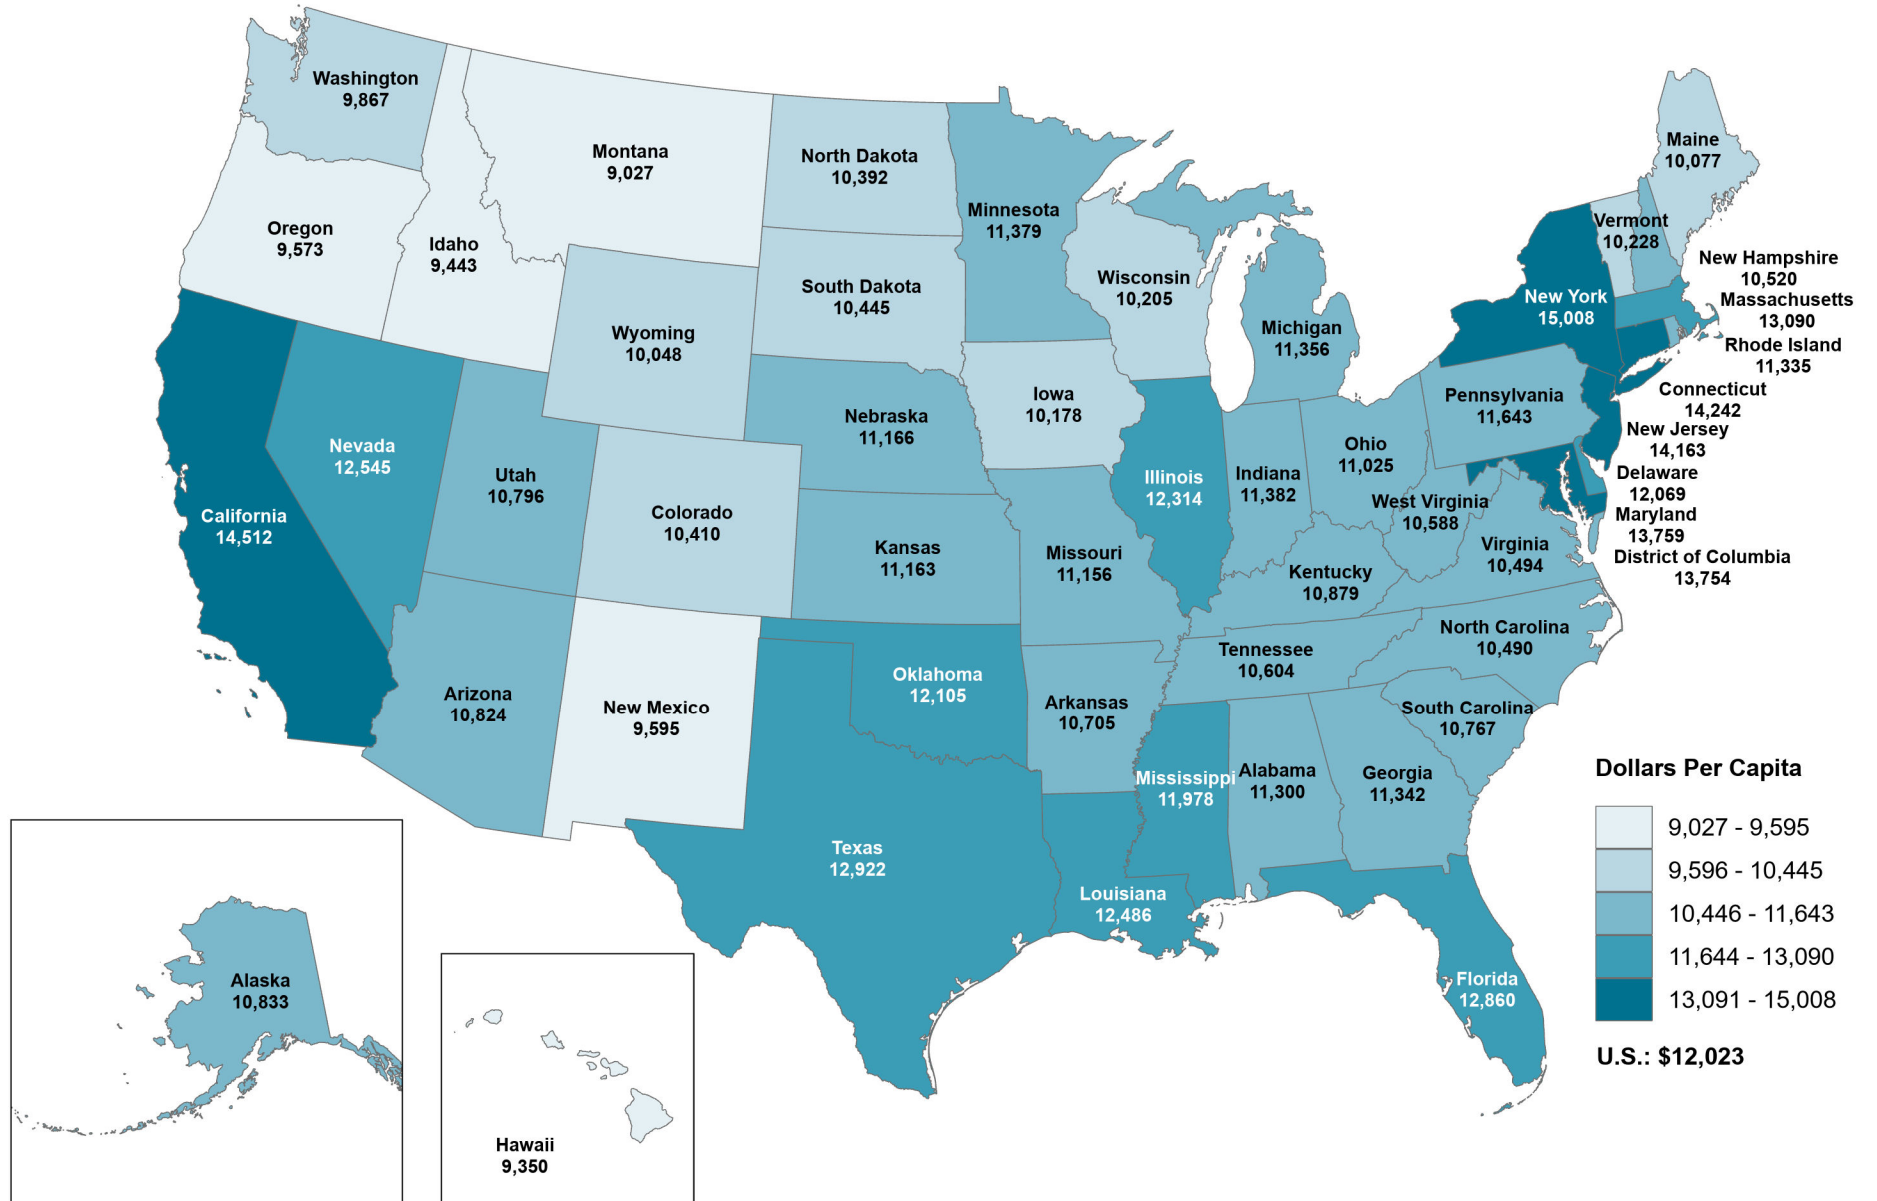 Washington
9,867
Montana
9,027
North Dakota
10,392
Minnesota
11,379
Maine
10,077
Oregon
9,573
Idaho
9,443
Vermont
10,228
New Hampshire
10,520
South Dakota
10,445
Wisconsin
10,205
New York
15,008
Massachusetts
13,090
Wyoming
10,048
Michigan
11,356
Rhode Island
11,335
Connecticut
14,242
Nebraska
11,166
Iowa
10,178
Pennsylvania
11,643
New Jersey
14,163
Nevada
12,545
Utah
10,796
Illinois
12,314
Indiana
11,382
Ohio
11,025
Delaware
12,069
California
14,512
Colorado
10,410
West Virginia
10,588
Maryland
13,759
Kansas
11,163
Missouri
11,156
Kentucky
10,879
Virginia
10,494
District of Columbia
13,754
North Carolina
10,490
Tennessee
10,604
Arizona
10,824
New Mexico
9,595
Oklahoma
12,105
Arkansas
10,705
South Carolina
10,767
Mississippi
11,978
Alabama
11,300
Georgia
11,342
Texas
12,922
Louisiana
12,486
Florida
12,860
Alaska
10,833
Hawaii
9,350
Dollars Per Capita
9,027 - 9,595
9,596 - 10,445
10,446 - 11,643
11,644 - 13,090
13,091 - 15,008
U.S.: $12,023